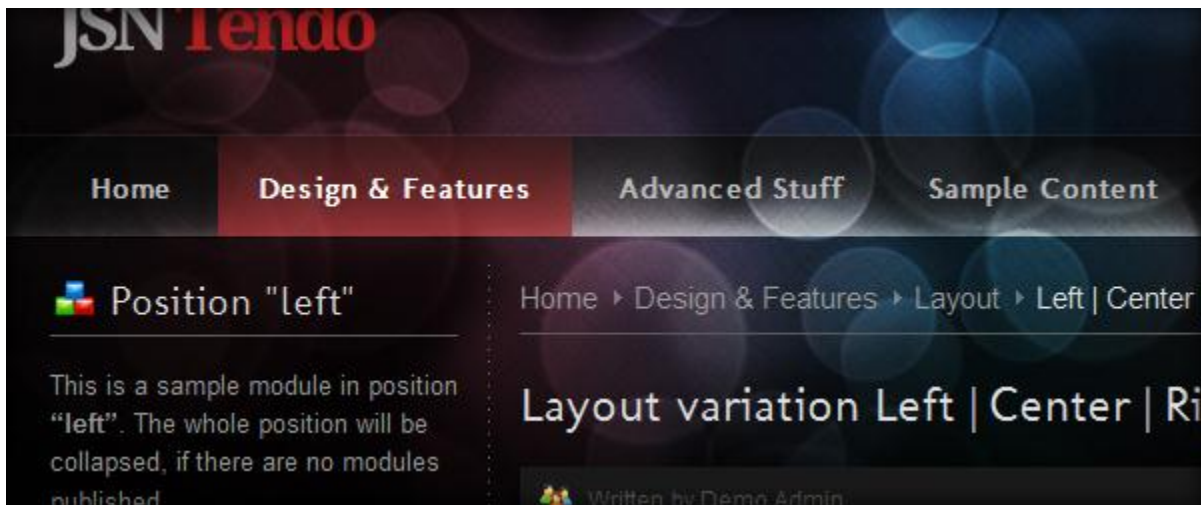 JSN Tendo
Home Design & Features Advanced Stuff Sample Content
Position "left"
This is a sample module in position
“left”. The whole position will be
collapsed, if there are no modules
published.
Home Design & Features Layout Left | Center
Layout variation Left | Center | Ri
Written by Demo Admin